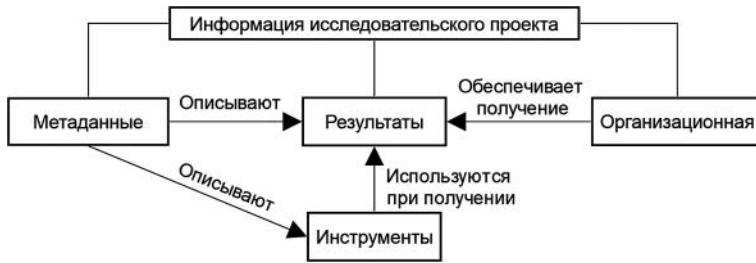 Информация исследовательского проекта
Описывают
Обеспечивает
получение
Метаданные
Результаты
Организационная
Описывают
Используются
при получении
Инструменты